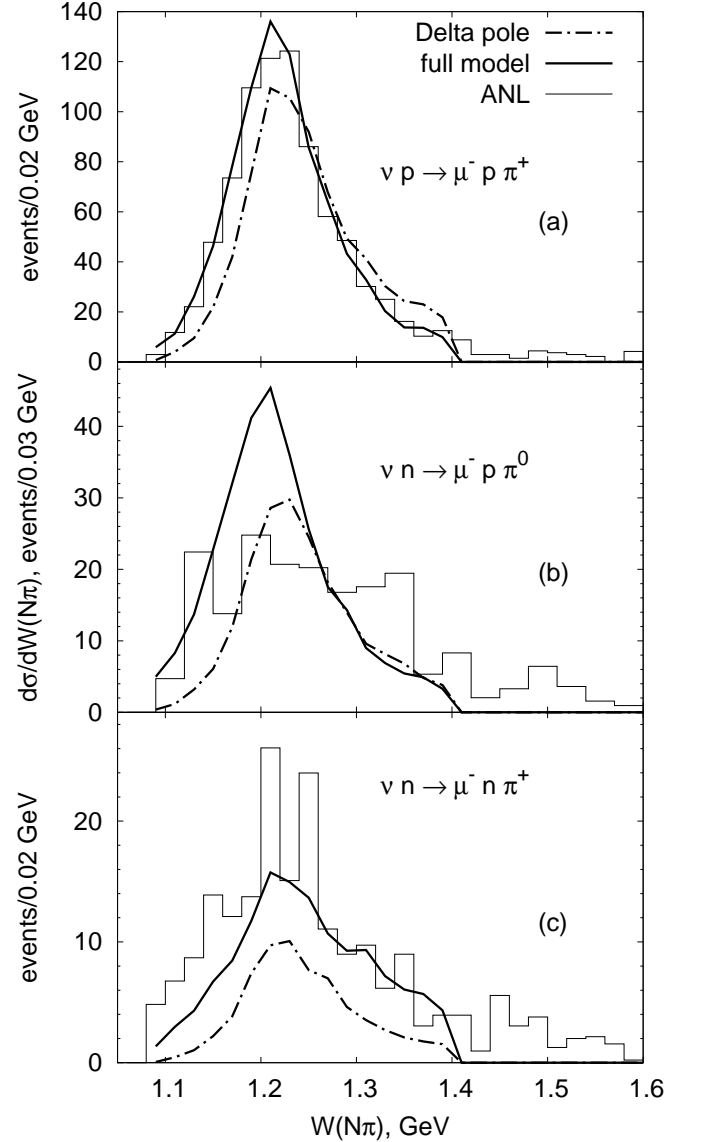 Delta pole
full model
ANL
ν p → μ⁻ p π⁺
(a)
events/0.02 GeV
140
120
100
80
60
40
20
0
ν n → μ⁻ p π⁰
(b)
dσ/dW(Nπ), events/0.03 GeV
40
30
20
10
0
ν n → μ⁻ n π⁺
(c)
events/0.02 GeV
20
10
0
1.1 1.2 1.3 1.4 1.5 1.6
W(Nπ), GeV